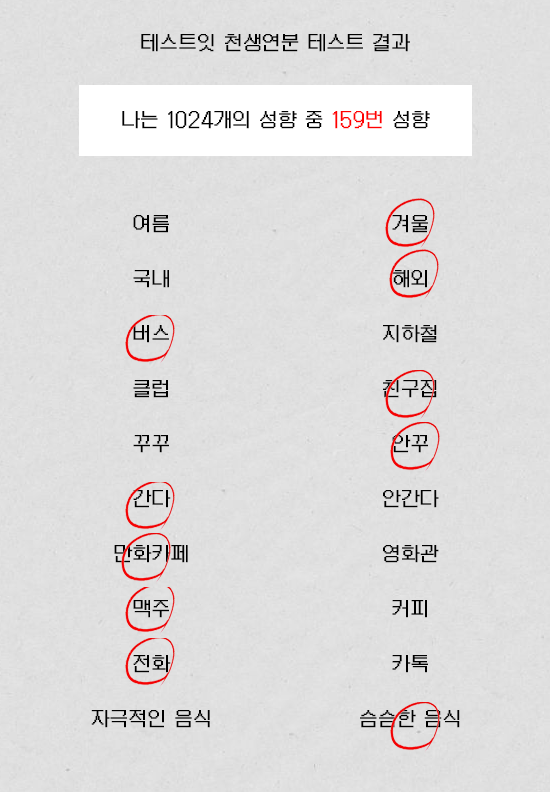 테스트잇 천생연분 테스트 결과
나는 1024개의 성향 중 159번 성향
여름 겨울
국내 해외
버스 지하철
클럽 친구집
꾸꾸 안꾸
간다 안간다
만화카페 영화관
맥주 커피
전화 카톡
자극적인 음식 슴슴한 음식